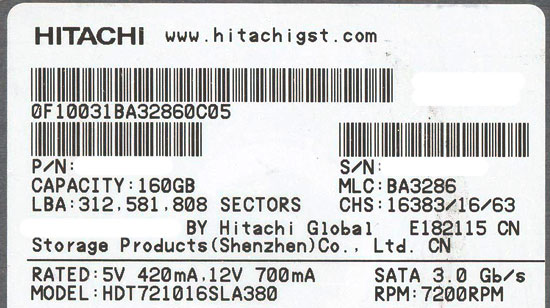 HITACHI www.hitachigst.com
0F10031BA32860C05
P/N: S/N:
CAPACITY:160GB MLC:BA3286
LBA:312,581,808 SECTORS CHS:16383/16/63
BY Hitachi Global E182115 CN
Storage Products(Shenzhen)Co., Ltd. CN
RATED:5V 420mA,12V 700mA SATA 3.0 Gb/s
MODEL:HDT721016SLA380 RPM:7200RPM